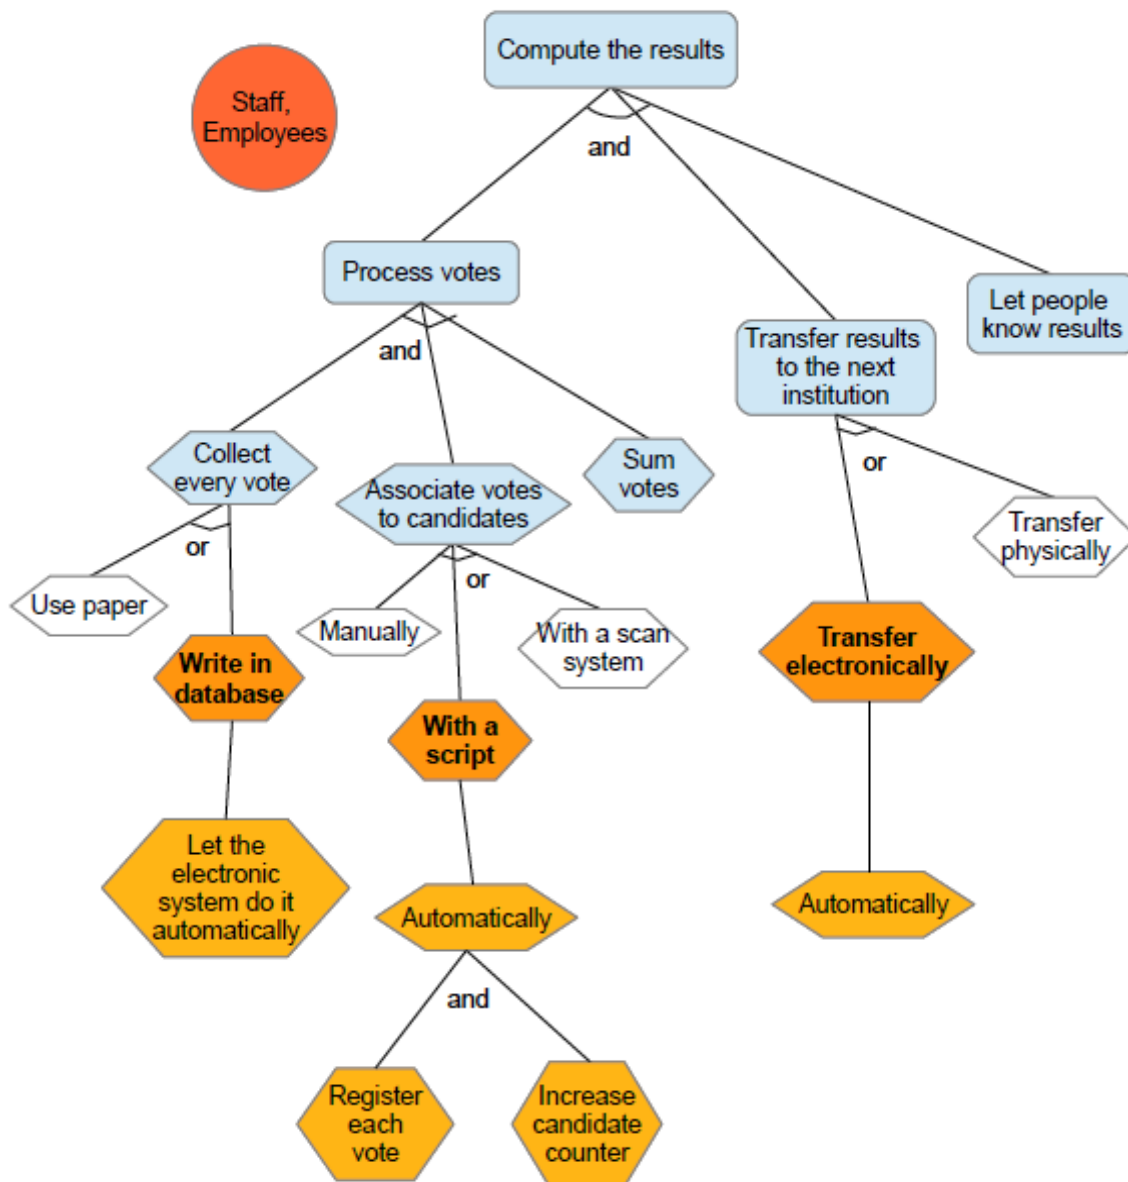 Compute the results
Staff,
Employees
and
Process votes
Let people
know results
Transfer results
to the next
institution
and
Collect
every vote
Associate votes
to candidates
Sum
votes
or
Transfer
physically
or
or
Use paper
Manually
With a scan
system
Transfer
electronically
Write in
database
With a
script
Let the
electronic
system do it
automatically
Automatically
Automatically
and
Register
each
vote
Increase
candidate
counter